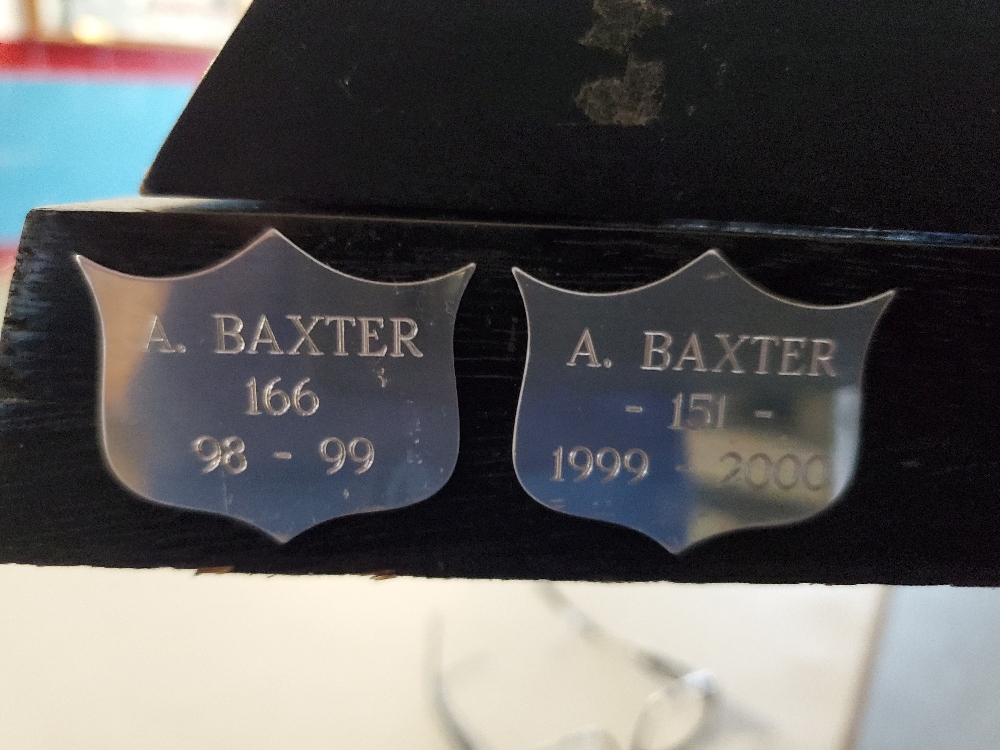 A. BAXTER
166
98 - 99
A. BAXTER
- 151 -
1999 - 2000